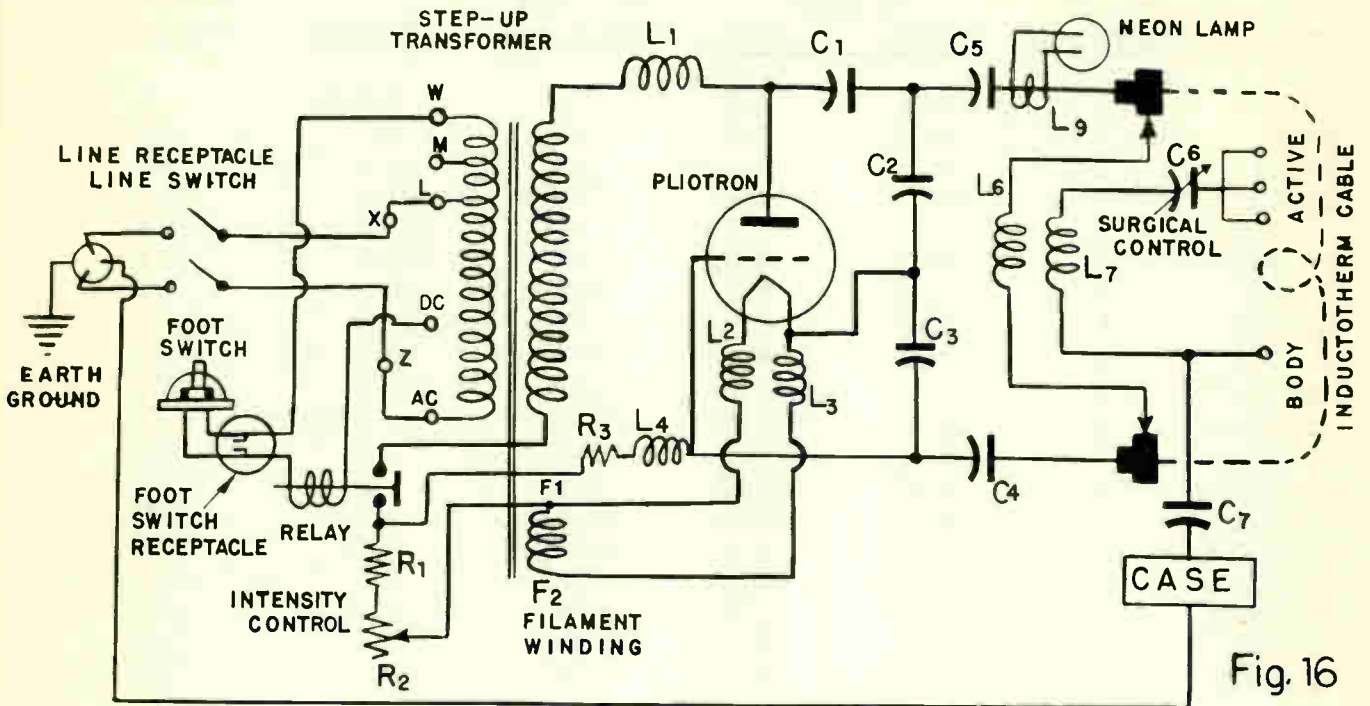 STEP-UP
TRANSFORMER
L1
C1
C5
NEON LAMP
W
M
L
X
L9
LINE RECEPTACLE
LINE SWITCH
PLIOTRON
C2
L6
C6
ACTIVE
SURGICAL
CONTROL
L7
INDUCTOTHERM CABLE
EARTH
GROUND
FOOT
SWITCH
DC
Z
AC
L2
L3
C3
BODY
R3
L4
F1
C4
C7
FOOT
SWITCH
RECEPTACLE
RELAY
R1
INTENSITY
CONTROL
R2
F2
FILAMENT
WINDING
CASE
Fig. 16